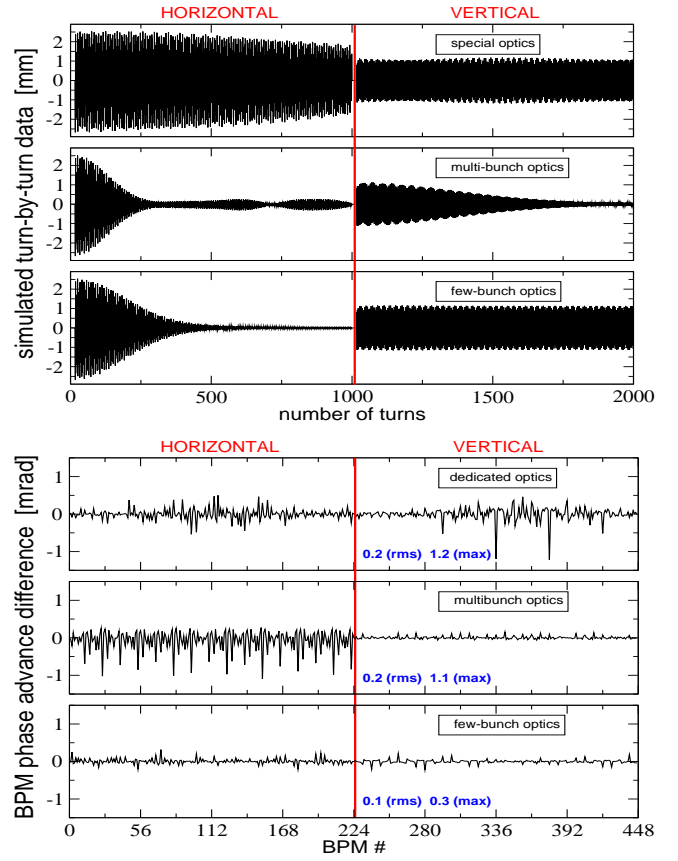 HORIZONTAL VERTICAL
simulated turn-by-turn data [mm]
2
1
0
-1
-2
special optics
2
1
0
-1
-2
multi-bunch optics
2
1
0
-1
-2
few-bunch optics
0 500 1000 1500 2000
number of turns
HORIZONTAL VERTICAL
BPM phase advance difference [mrad]
1
0
-1
dedicated optics
0.2 (rms) 1.2 (max)
1
0
-1
multibunch optics
0.2 (rms) 1.1 (max)
1
0
-1
few-bunch optics
0.1 (rms) 0.3 (max)
0 56 112 168 224 280 336 392 448
BPM #